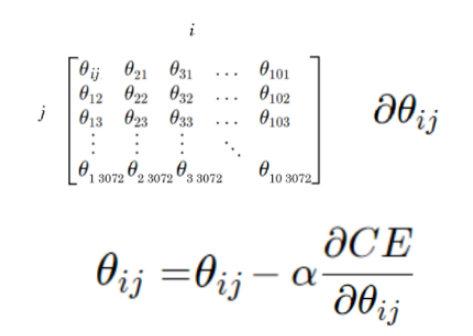 i
θij θ21 θ31 ... θ101
j θ12 θ22 θ32 ... θ102 ∂θij
θ13 θ23 θ33 ... θ103
⋮ ⋮ ⋮ ⋱
θ1 3072 θ2 3072 θ3 3072 θ10 3072
θij =θij − α ∂CE/∂θij